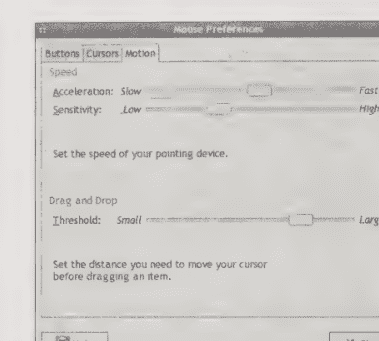 Mouse Preferences
Buttons Cursors Motion
Speed
Acceleration: Slow Fast
Sensitivity: Low High
Set the speed of your pointing device.
Drag and Drop
Threshold: Small Larg
Set the distance you need to move your cursor
before dragging an item.